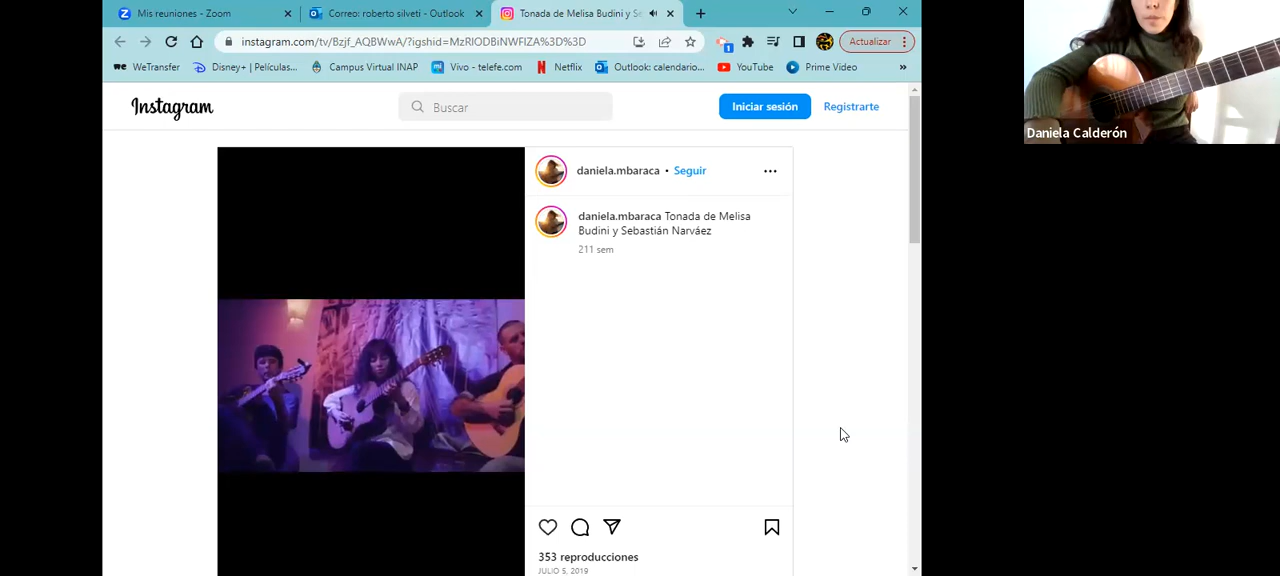 Mis reuniones - Zoom
Correo: roberto silveti - Outlook
Tonada de Melisa Budini y Se
instagram.com/tv/Bzjf_AQBWwA/?igshid=MzRlODBiNWFlZA%3D%3D
Actualizar
WeTransfer
Disney+ | Películas...
Campus Virtual INAP
Vivo - telefe.com
Netflix
Outlook: calendario...
YouTube
Prime Video
»
Instagram
Buscar
Iniciar sesión
Registrarte
daniela.mbaraca • Seguir
daniela.mbaraca Tonada de Melisa
Budini y Sebastián Narváez
211 sem
353 reproducciones
JULIO 5, 2019
Daniela Calderón